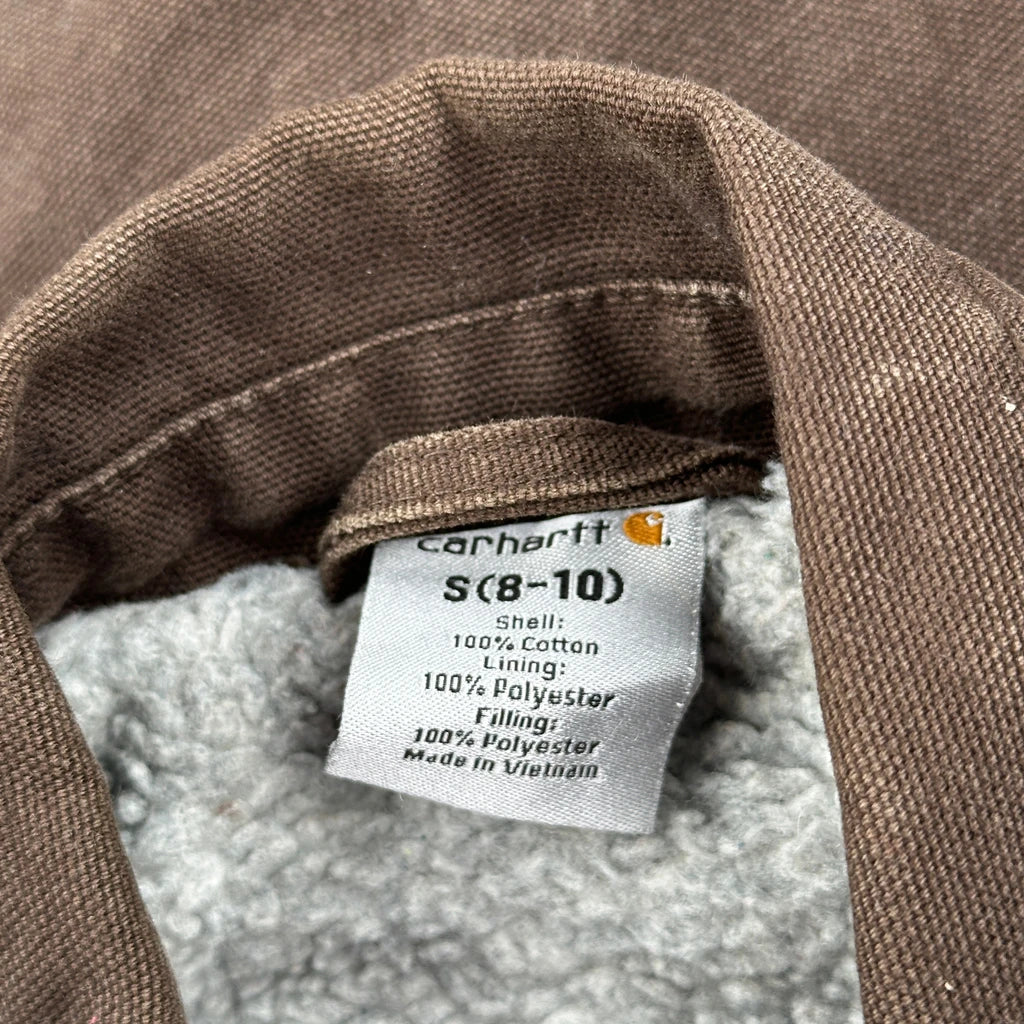 carhartt
S(8-10)
Shell:
100% Cotton
Lining:
100% Polyester
Filling:
100% Polyester
Made in Vietnam